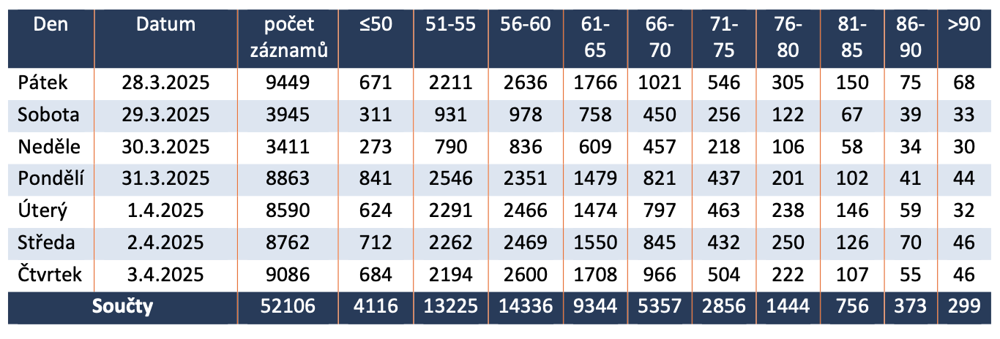 Den Datum počet záznamů ≤50 51-55 56-60 61-65 66-70 71-75 76-80 81-85 86-90 >90
Pátek 28.3.2025 9449 671 2211 2636 1766 1021 546 305 150 75 68
Sobota 29.3.2025 3945 311 931 978 758 450 256 122 67 39 33
Neděle 30.3.2025 3411 273 790 836 609 457 218 106 58 34 30
Pondělí 31.3.2025 8863 841 2546 2351 1479 821 437 201 102 41 44
Úterý 1.4.2025 8590 624 2291 2466 1474 797 463 238 146 59 32
Středa 2.4.2025 8762 712 2262 2469 1550 845 432 250 126 70 46
Čtvrtek 3.4.2025 9086 684 2194 2600 1708 966 504 222 107 55 46
Součty 52106 4116 13225 14336 9344 5357 2856 1444 756 373 299